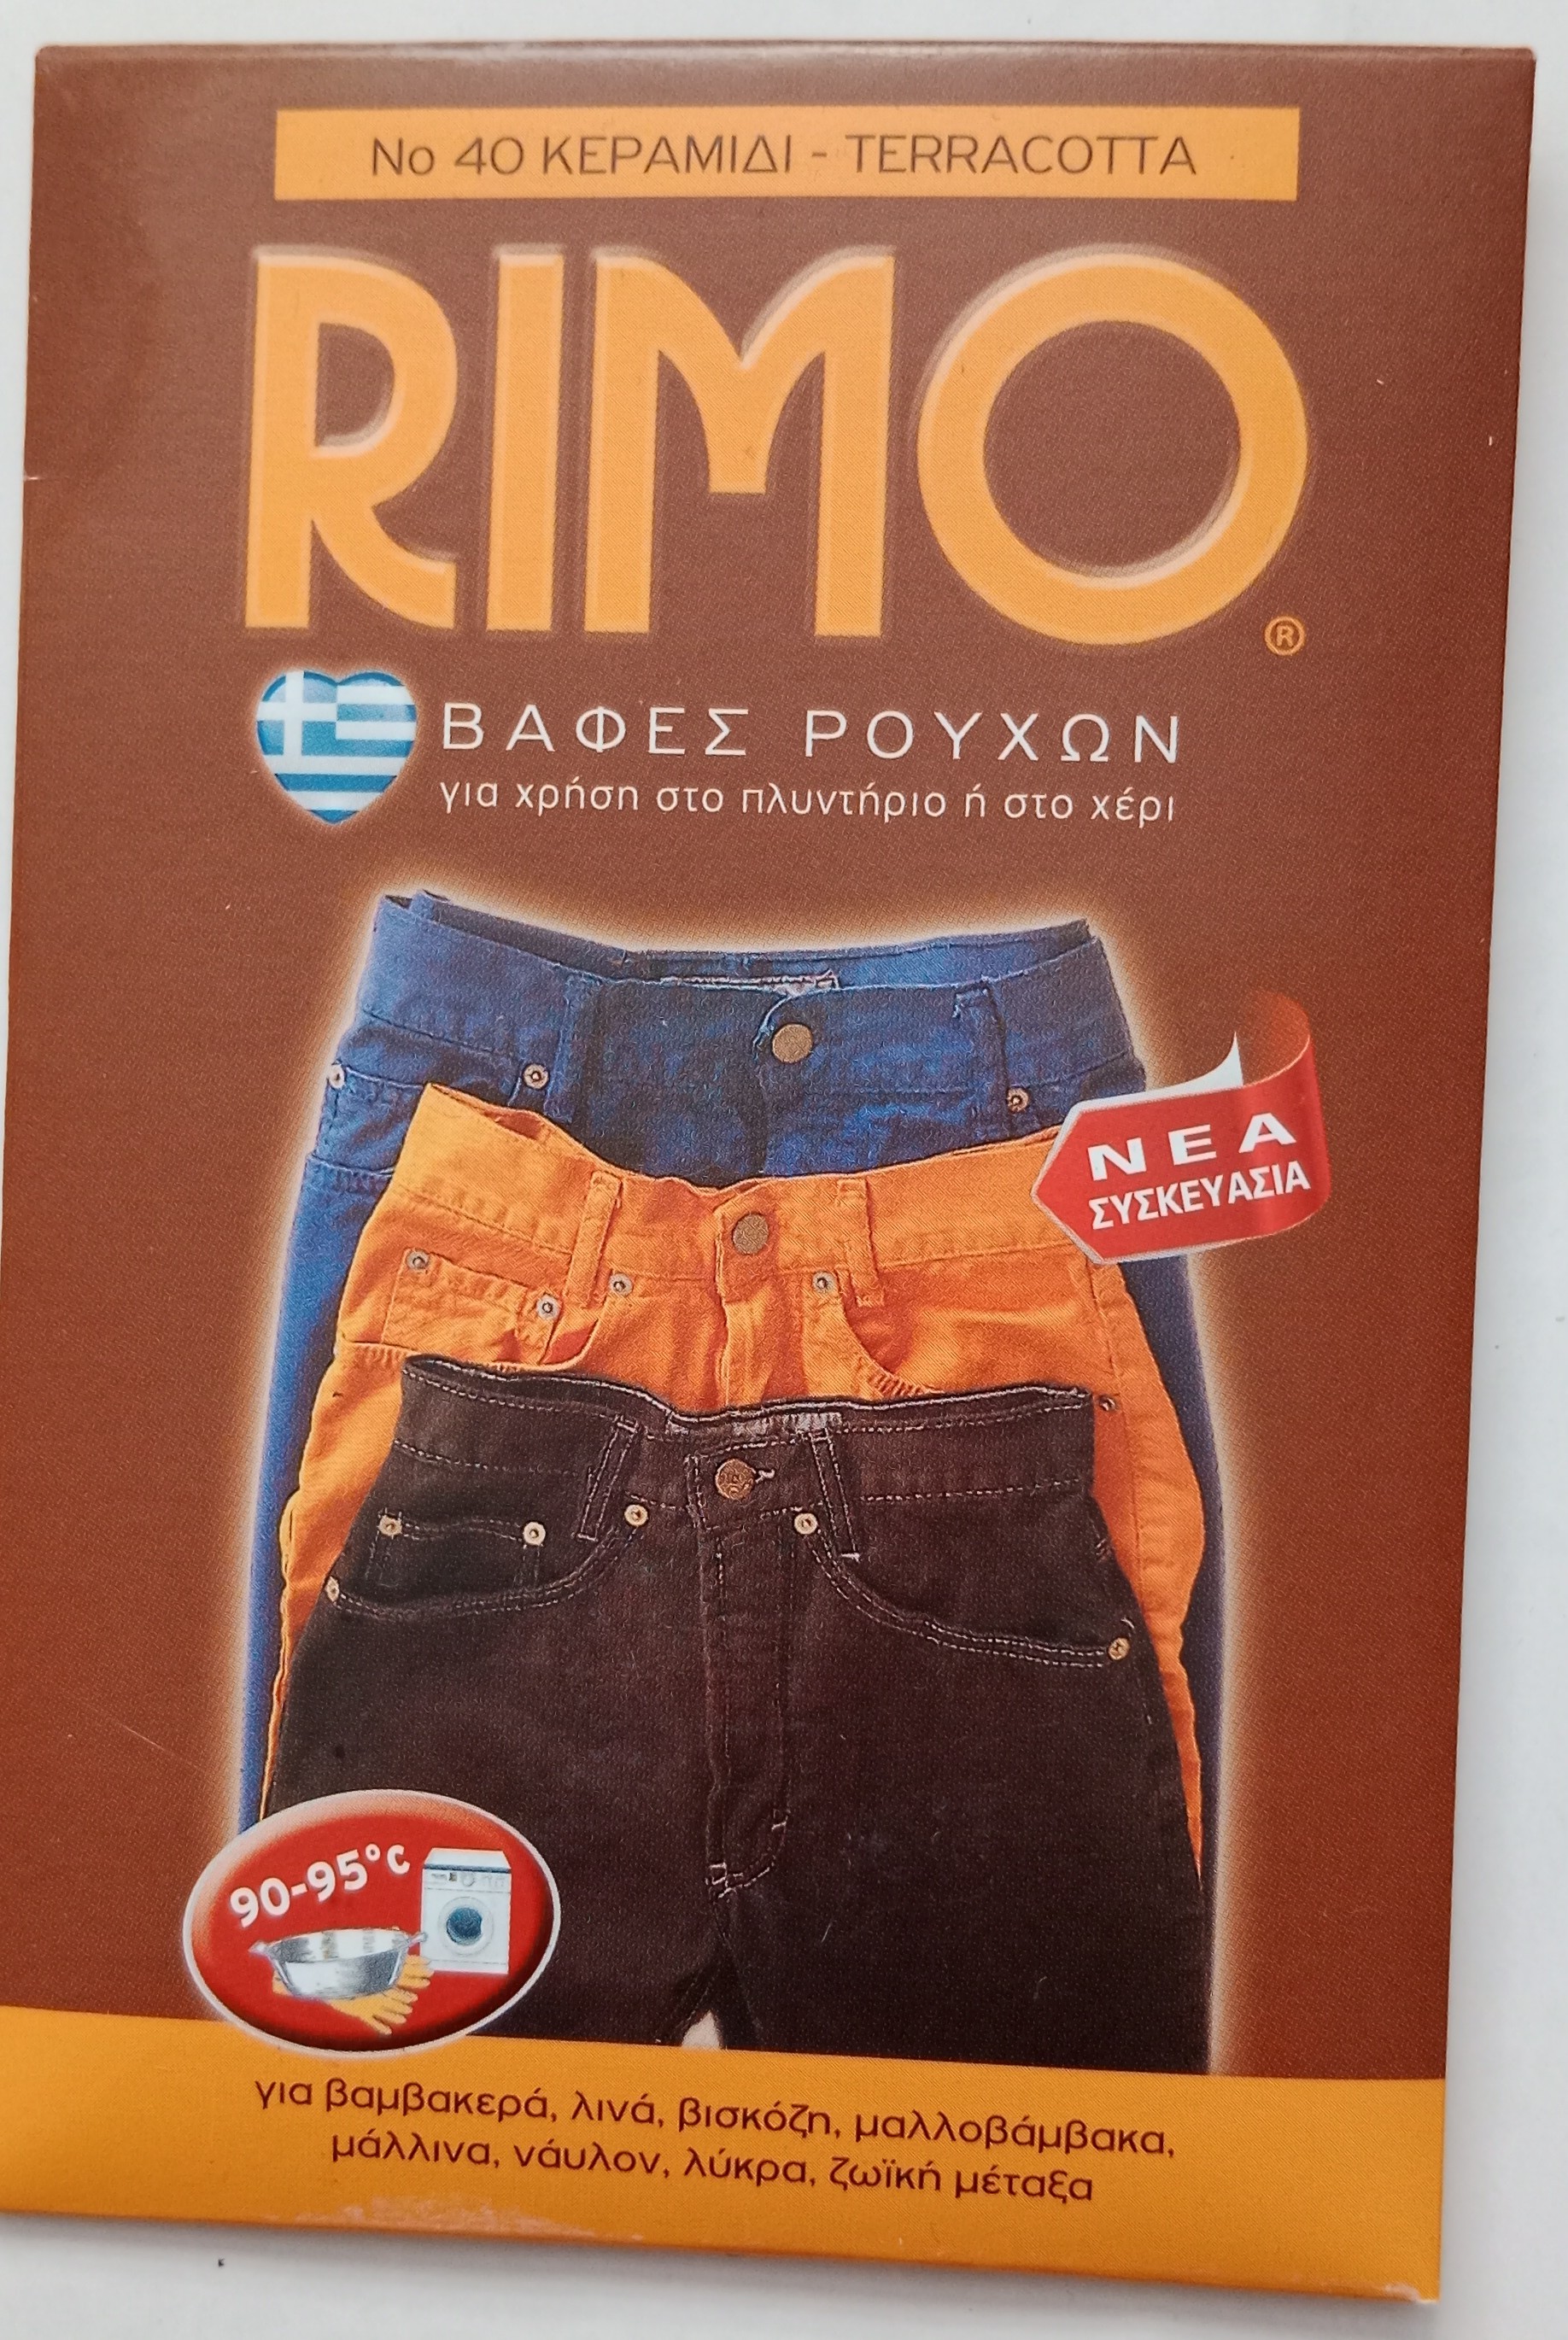 No 40 ΚΕΡΑΜΙΔΙ - TERRACOTTA
RIMO
®
ΒΑΦΕΣ ΡΟΥΧΩΝ
για χρήση στο πλυντήριο ή στο χέρι
ΝΕΑ
ΣΥΣΚΕΥΑΣΙΑ
90-95°C
για βαμβακερά, λινά, βισκόζη, μαλλοβάμβακα,
μάλλινα, νάυλον, λύκρα, ζωϊκή μέταξα